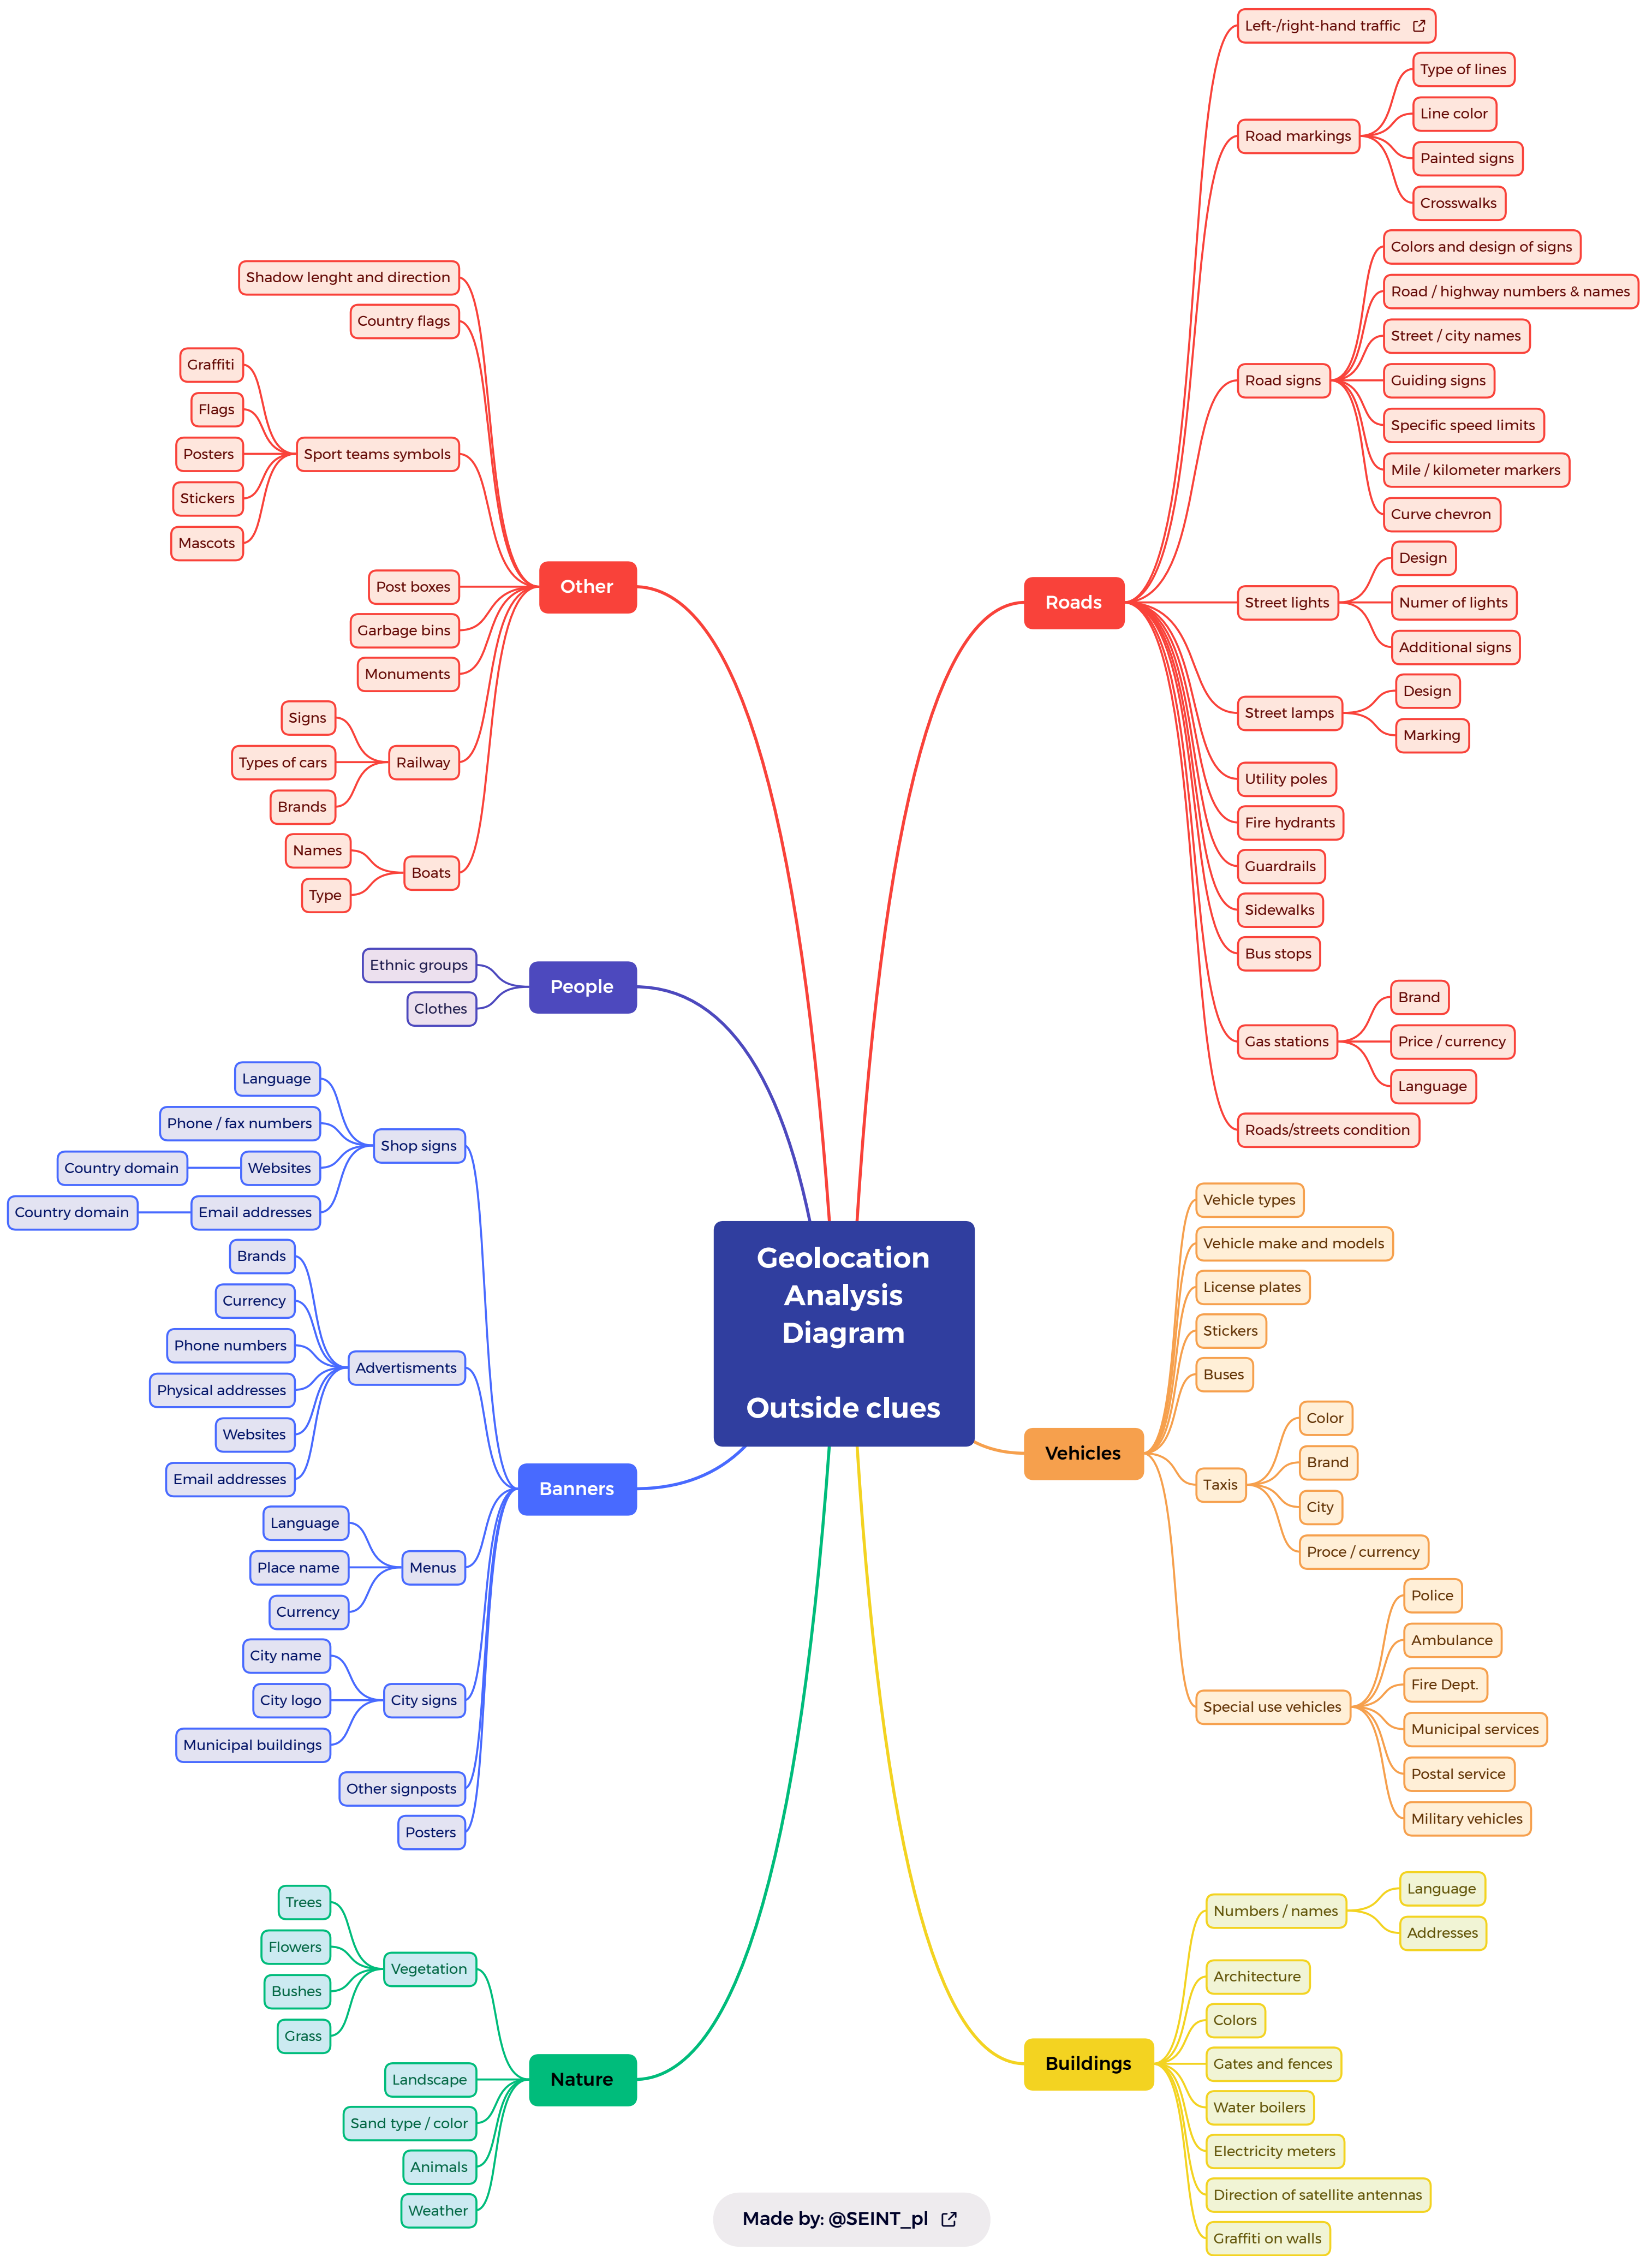 Geolocation
Analysis
Diagram
Outside clues
Roads
Left-/right-hand traffic
Road markings
Type of lines
Line color
Painted signs
Crosswalks
Road signs
Colors and design of signs
Road / highway numbers & names
Street / city names
Guiding signs
Specific speed limits
Mile / kilometer markers
Curve chevron
Street lights
Design
Numer of lights
Additional signs
Street lamps
Design
Marking
Utility poles
Fire hydrants
Guardrails
Sidewalks
Bus stops
Gas stations
Brand
Price / currency
Language
Roads/streets condition
Vehicles
Vehicle types
Vehicle make and models
License plates
Stickers
Buses
Taxis
Color
Brand
City
Proce / currency
Special use vehicles
Police
Ambulance
Fire Dept.
Municipal services
Postal service
Military vehicles
Buildings
Numbers / names
Language
Addresses
Architecture
Colors
Gates and fences
Water boilers
Electricity meters
Direction of satellite antennas
Graffiti on walls
Other
Shadow lenght and direction
Country flags
Sport teams symbols
Graffiti
Flags
Posters
Stickers
Mascots
Post boxes
Garbage bins
Monuments
Railway
Signs
Types of cars
Brands
Boats
Names
Type
People
Ethnic groups
Clothes
Banners
Shop signs
Language
Phone / fax numbers
Websites
Country domain
Email addresses
Country domain
Advertisments
Brands
Currency
Phone numbers
Physical addresses
Websites
Email addresses
Menus
Language
Place name
Currency
City signs
City name
City logo
Municipal buildings
Other signposts
Posters
Nature
Vegetation
Trees
Flowers
Bushes
Grass
Landscape
Sand type / color
Animals
Weather
Made by: @SEINT_pl